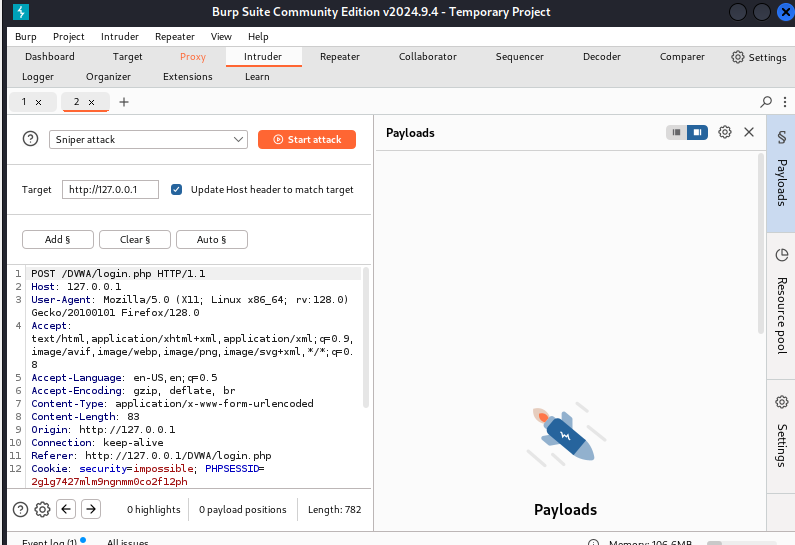 Burp Suite Community Edition v2024.9.4 - Temporary Project
Burp Project Intruder Repeater View Help
Dashboard Target Proxy Intruder Repeater Collaborator Sequencer Decoder Comparer Settings
Logger Organizer Extensions Learn
1 × 2 × +
Sniper attack Start attack
Payloads
Target http://127.0.0.1 Update Host header to match target
Add § Clear § Auto §
1 POST /DVWA/login.php HTTP/1.1
2 Host: 127.0.0.1
3 User-Agent: Mozilla/5.0 (X11; Linux x86_64; rv:128.0)
Gecko/20100101 Firefox/128.0
4 Accept:
text/html,application/xhtml+xml,application/xml;q=0.9,
image/avif,image/webp,image/png,image/svg+xml,*/*;q=0.
8
5 Accept-Language: en-US,en;q=0.5
6 Accept-Encoding: gzip, deflate, br
7 Content-Type: application/x-www-form-urlencoded
8 Content-Length: 83
9 Origin: http://127.0.0.1
10 Connection: keep-alive
11 Referer: http://127.0.0.1/DVWA/login.php
12 Cookie: security=impossible; PHPSESSID=
2g1g7427mlm9ngnmm0co2f12ph
0 highlights 0 payload positions Length: 782
Payloads
Payloads
Resource pool
Settings
Event log (1) All issues
Memory: 106.6MB